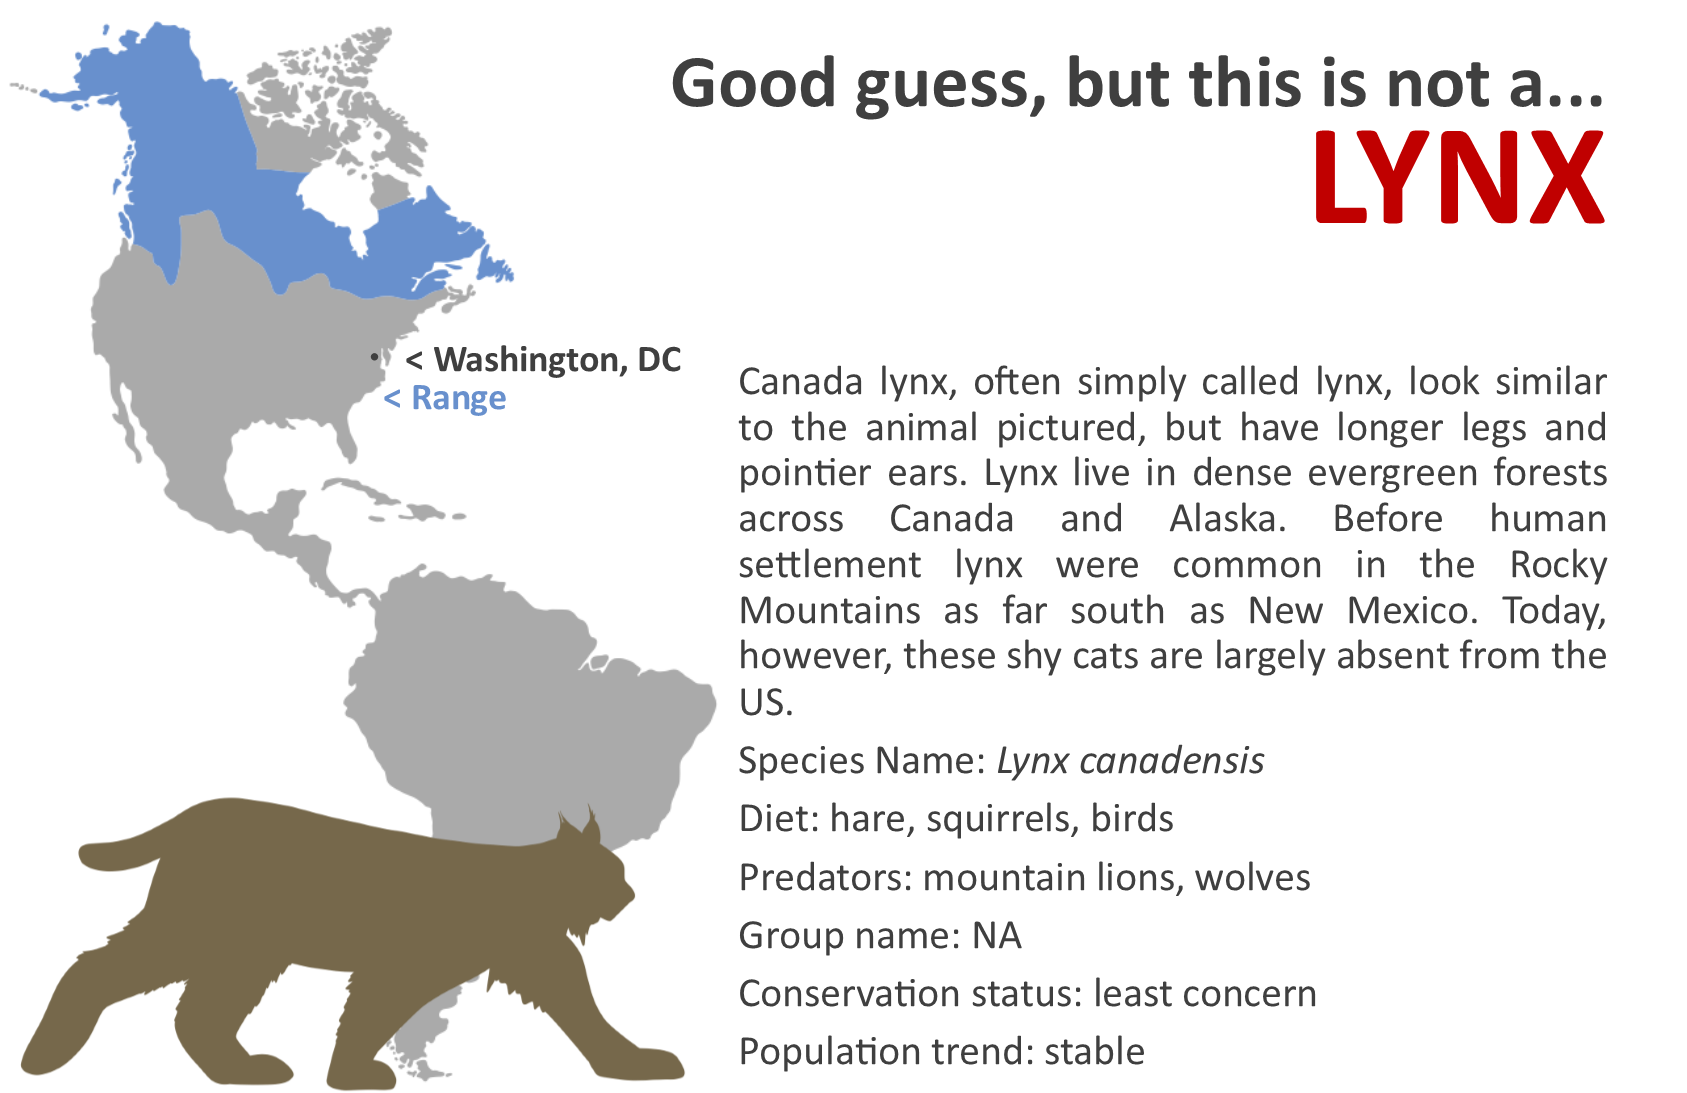 Good guess, but this is not a...
LYNX
< Washington, DC
< Range
Canada lynx, often simply called lynx, look similar
to the animal pictured, but have longer legs and
pointier ears. Lynx live in dense evergreen forests
across Canada and Alaska. Before human
settlement lynx were common in the Rocky
Mountains as far south as New Mexico. Today,
however, these shy cats are largely absent from the
US.
Species Name: Lynx canadensis
Diet: hare, squirrels, birds
Predators: mountain lions, wolves
Group name: NA
Conservation status: least concern
Population trend: stable